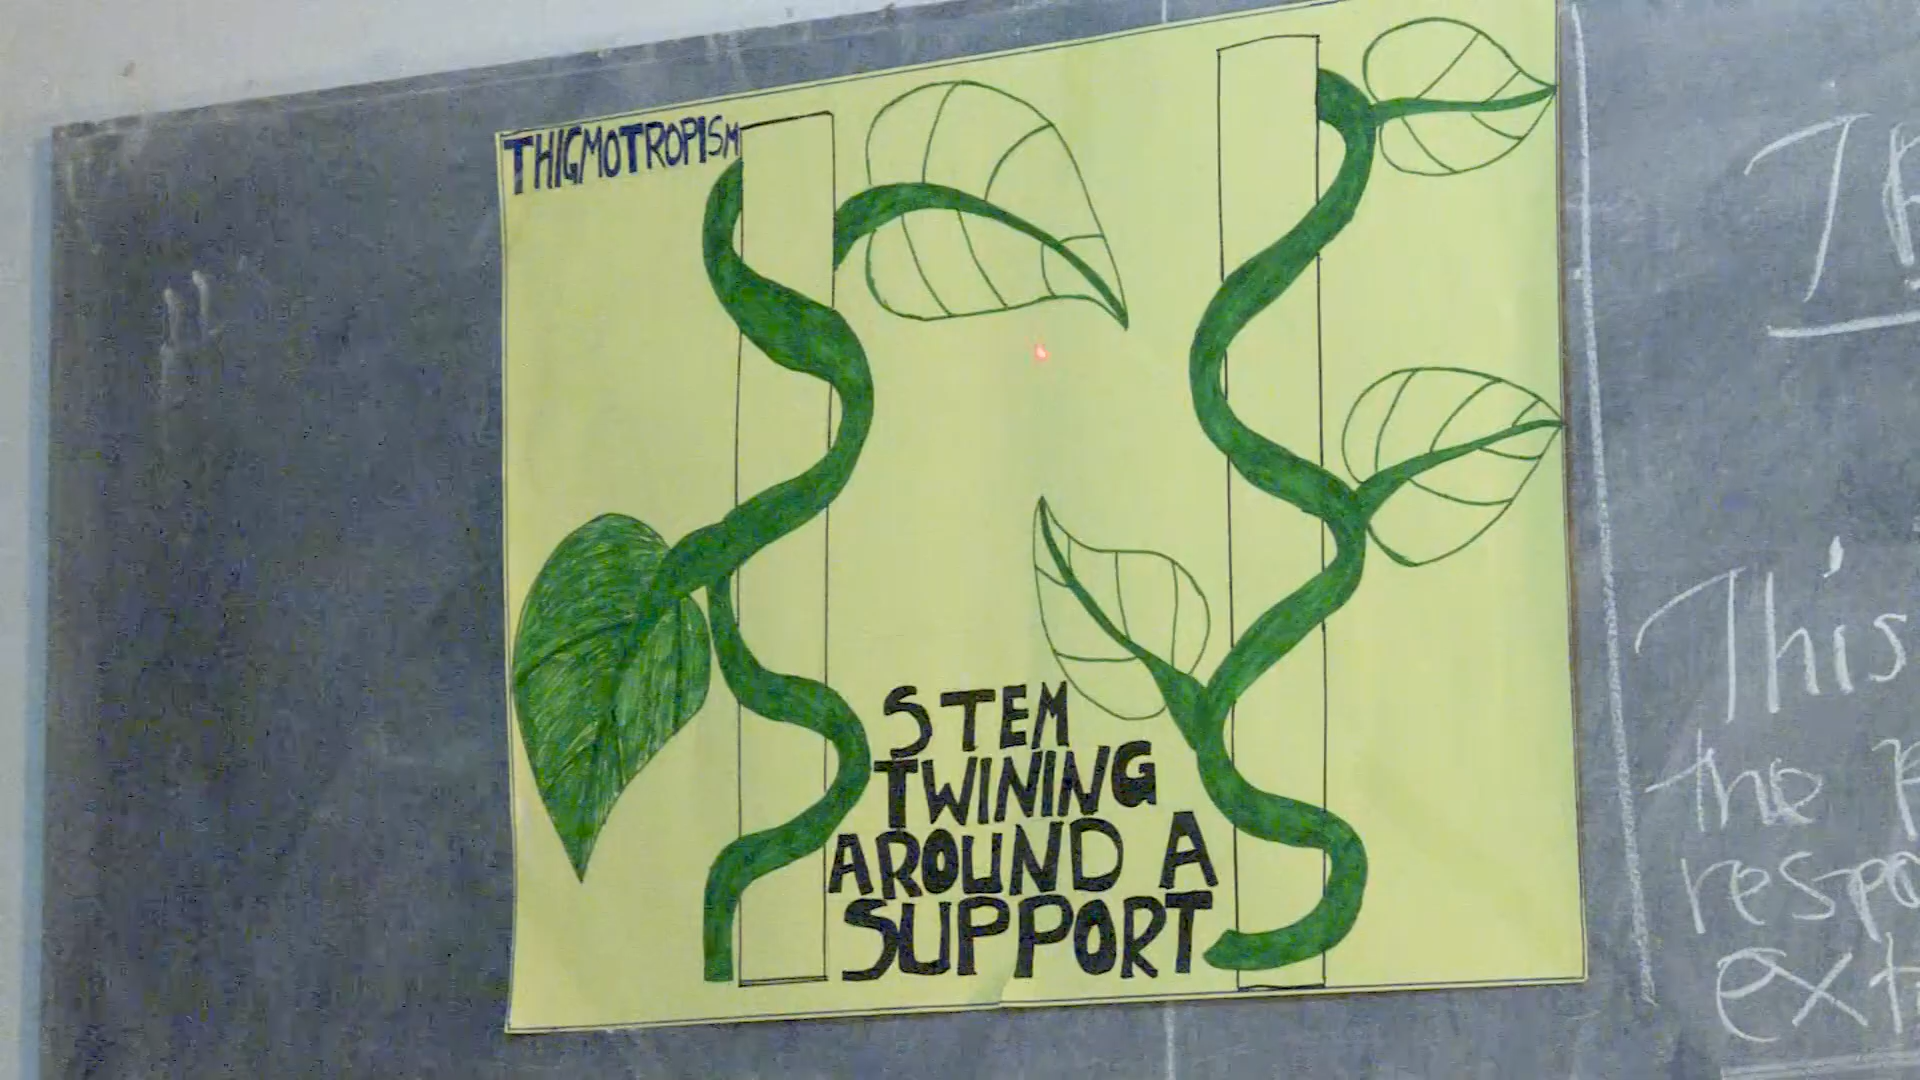 THIGMOTROPISM
STEM
TWINING
AROUND A
SUPPORT
This
the